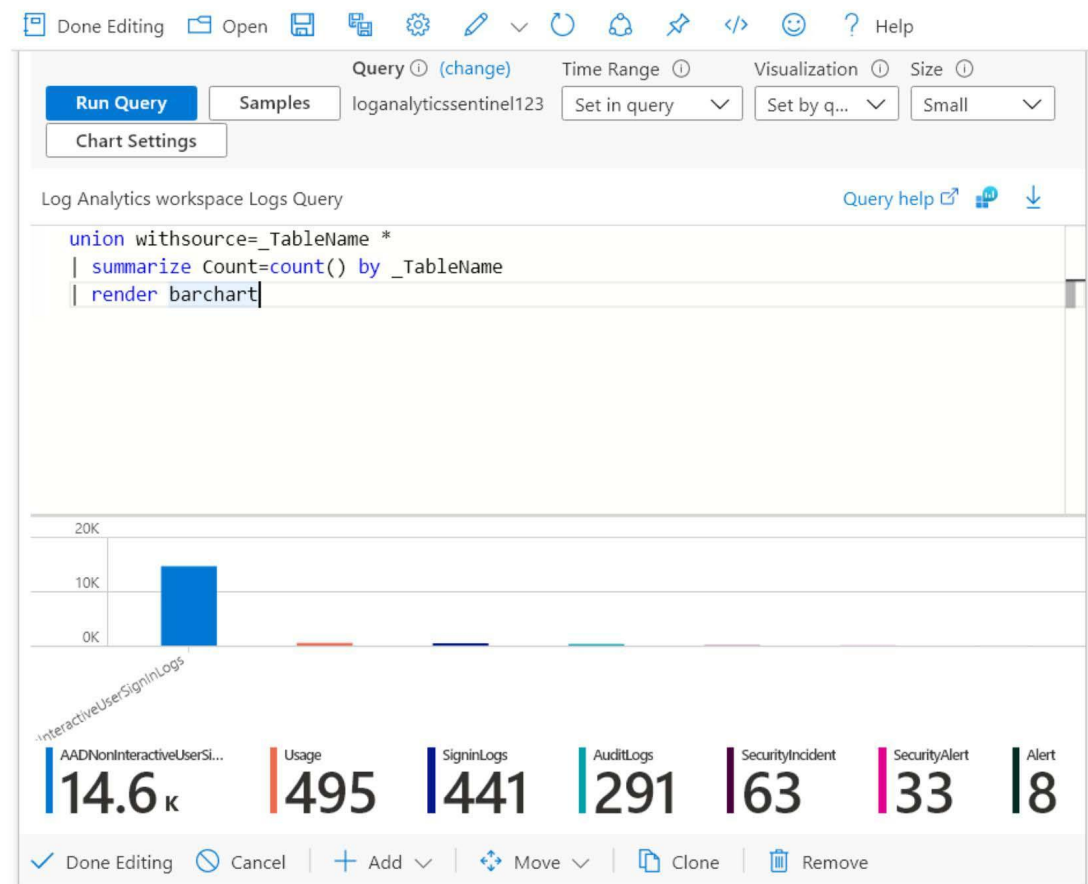 Done Editing Open Help
Query (change) Time Range Visualization Size
Run Query Samples loganalyticssentinel123 Set in query Set by q... Small
Chart Settings
Log Analytics workspace Logs Query Query help
union withsource=_TableName *
| summarize Count=count() by _TableName
| render barchart
20K
10K
0K
InteractiveUserSignInLogs
AADNonInteractiveUserSi... Usage SigninLogs AuditLogs SecurityIncident SecurityAlert Alert
14.6 K 495 441 291 63 33 8
Done Editing Cancel + Add Move Clone Remove